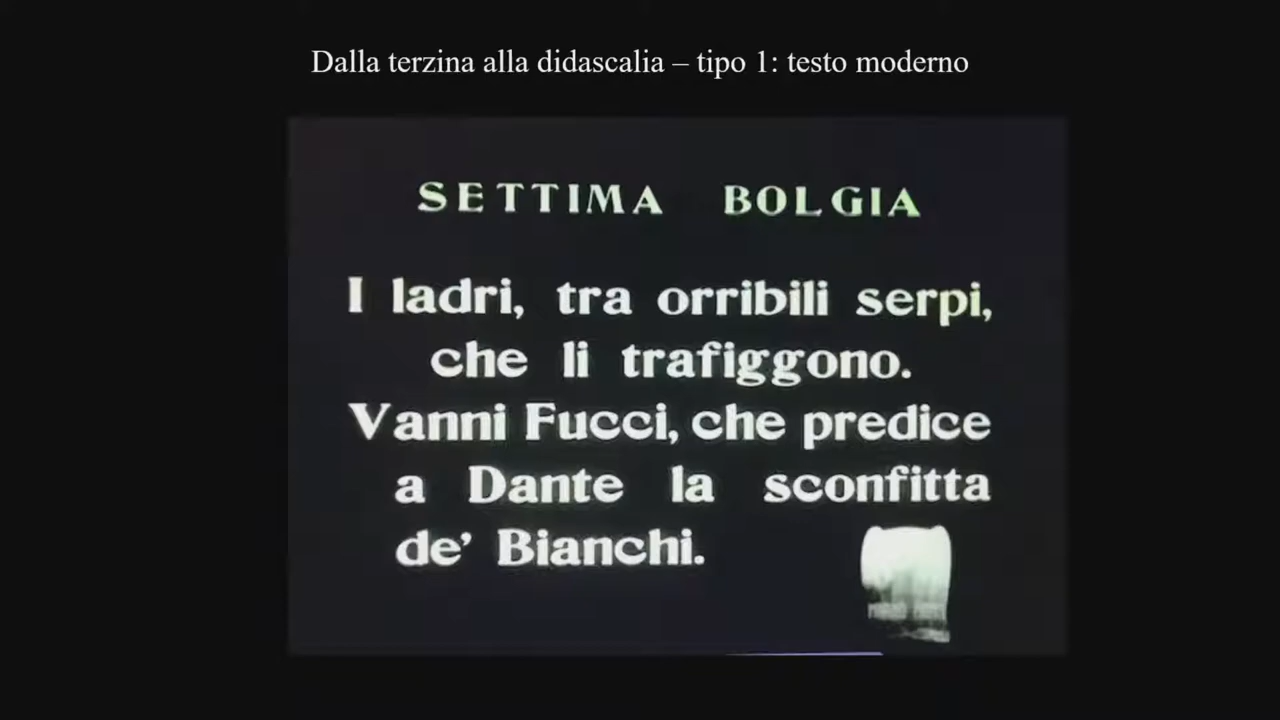 Dalla terzina alla didascalia – tipo 1: testo moderno
SETTIMA BOLGIA
I ladri, tra orribili serpi,
che li trafiggono.
Vanni Fucci, che predice
a Dante la sconfitta
de’ Bianchi.